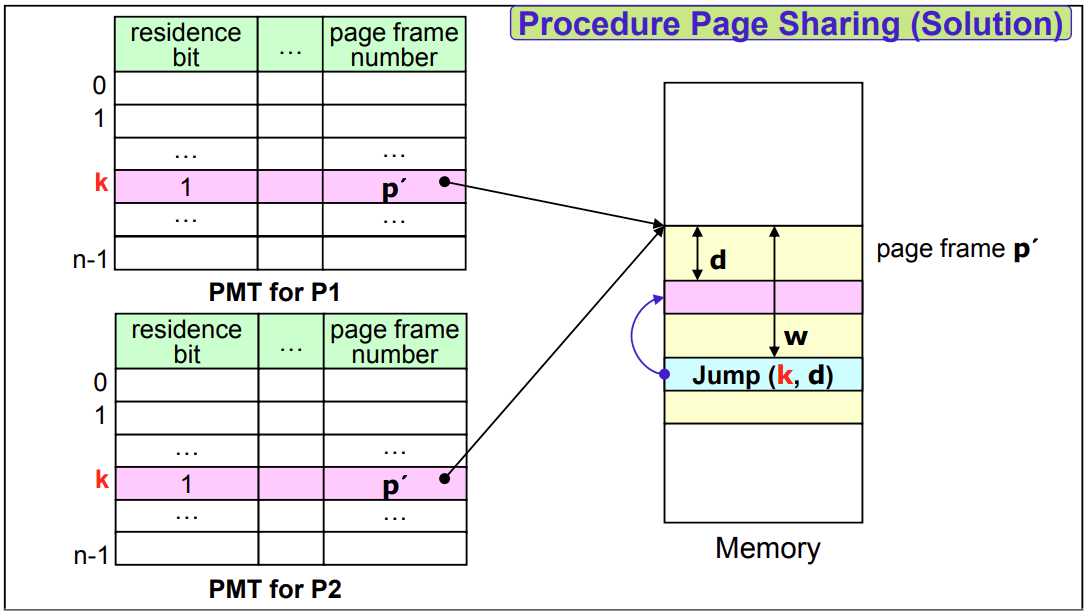 Procedure Page Sharing (Solution)
residence bit … page frame number
0
1
… …
k 1 p´
… …
n-1
PMT for P1
residence bit … page frame number
0
1
… …
k 1 p´
… …
n-1
PMT for P2
d
page frame p´
w
Jump (k, d)
Memory